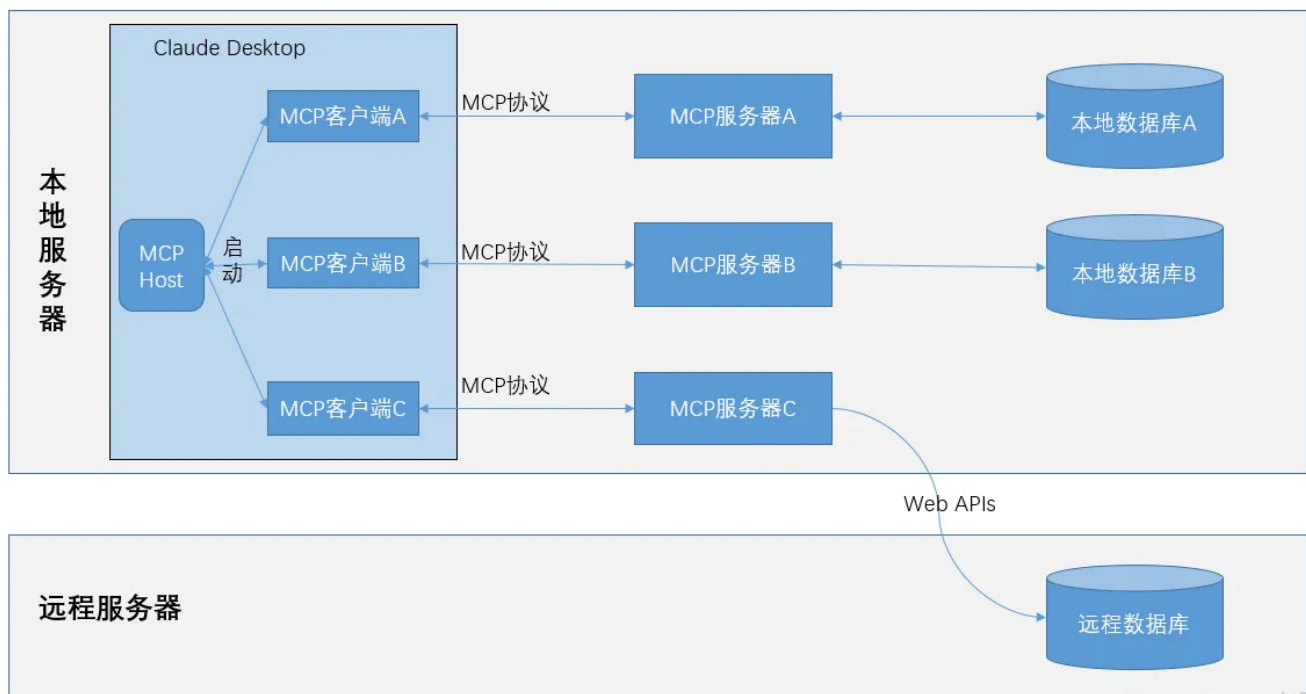 Claude Desktop
MCP客户端A
MCP协议
MCP服务器A
本地数据库A
本
地
服
务
器
MCP
Host
启
动
MCP客户端B
MCP协议
MCP服务器B
本地数据库B
MCP客户端C
MCP协议
MCP服务器C
Web APIs
远程服务器
远程数据库